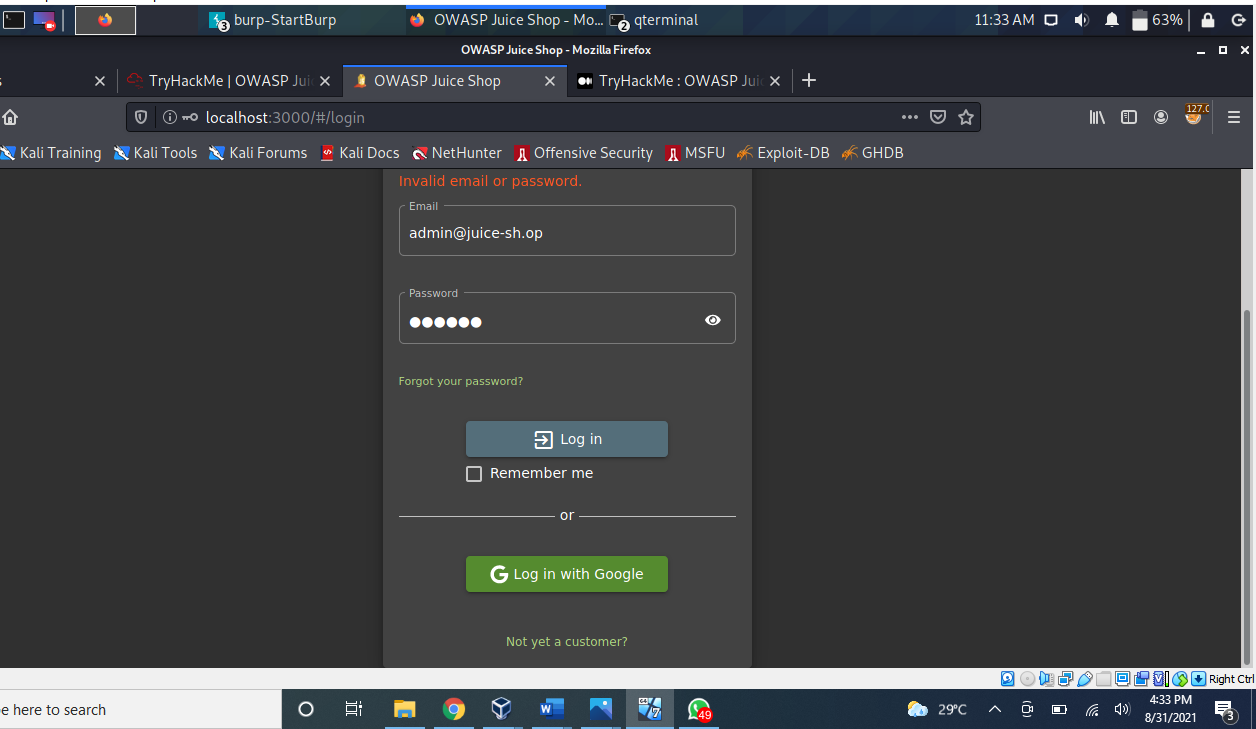 burp-StartBurp OWASP Juice Shop - Mo... qterminal 11:33 AM 63%
3 2
OWASP Juice Shop - Mozilla Firefox
s TryHackMe | OWASP Jui OWASP Juice Shop TryHackMe : OWASP Jui
localhost:3000/#/login 127.0
Kali Training Kali Tools Kali Forums Kali Docs NetHunter Offensive Security MSFU Exploit-DB GHDB
Invalid email or password.
Email
admin@juice-sh.op
Password
Forgot your password?
Log in
Remember me
or
G Log in with Google
Not yet a customer?
Right Ctrl
e here to search 49 29°C 4:33 PM
8/31/2021 3